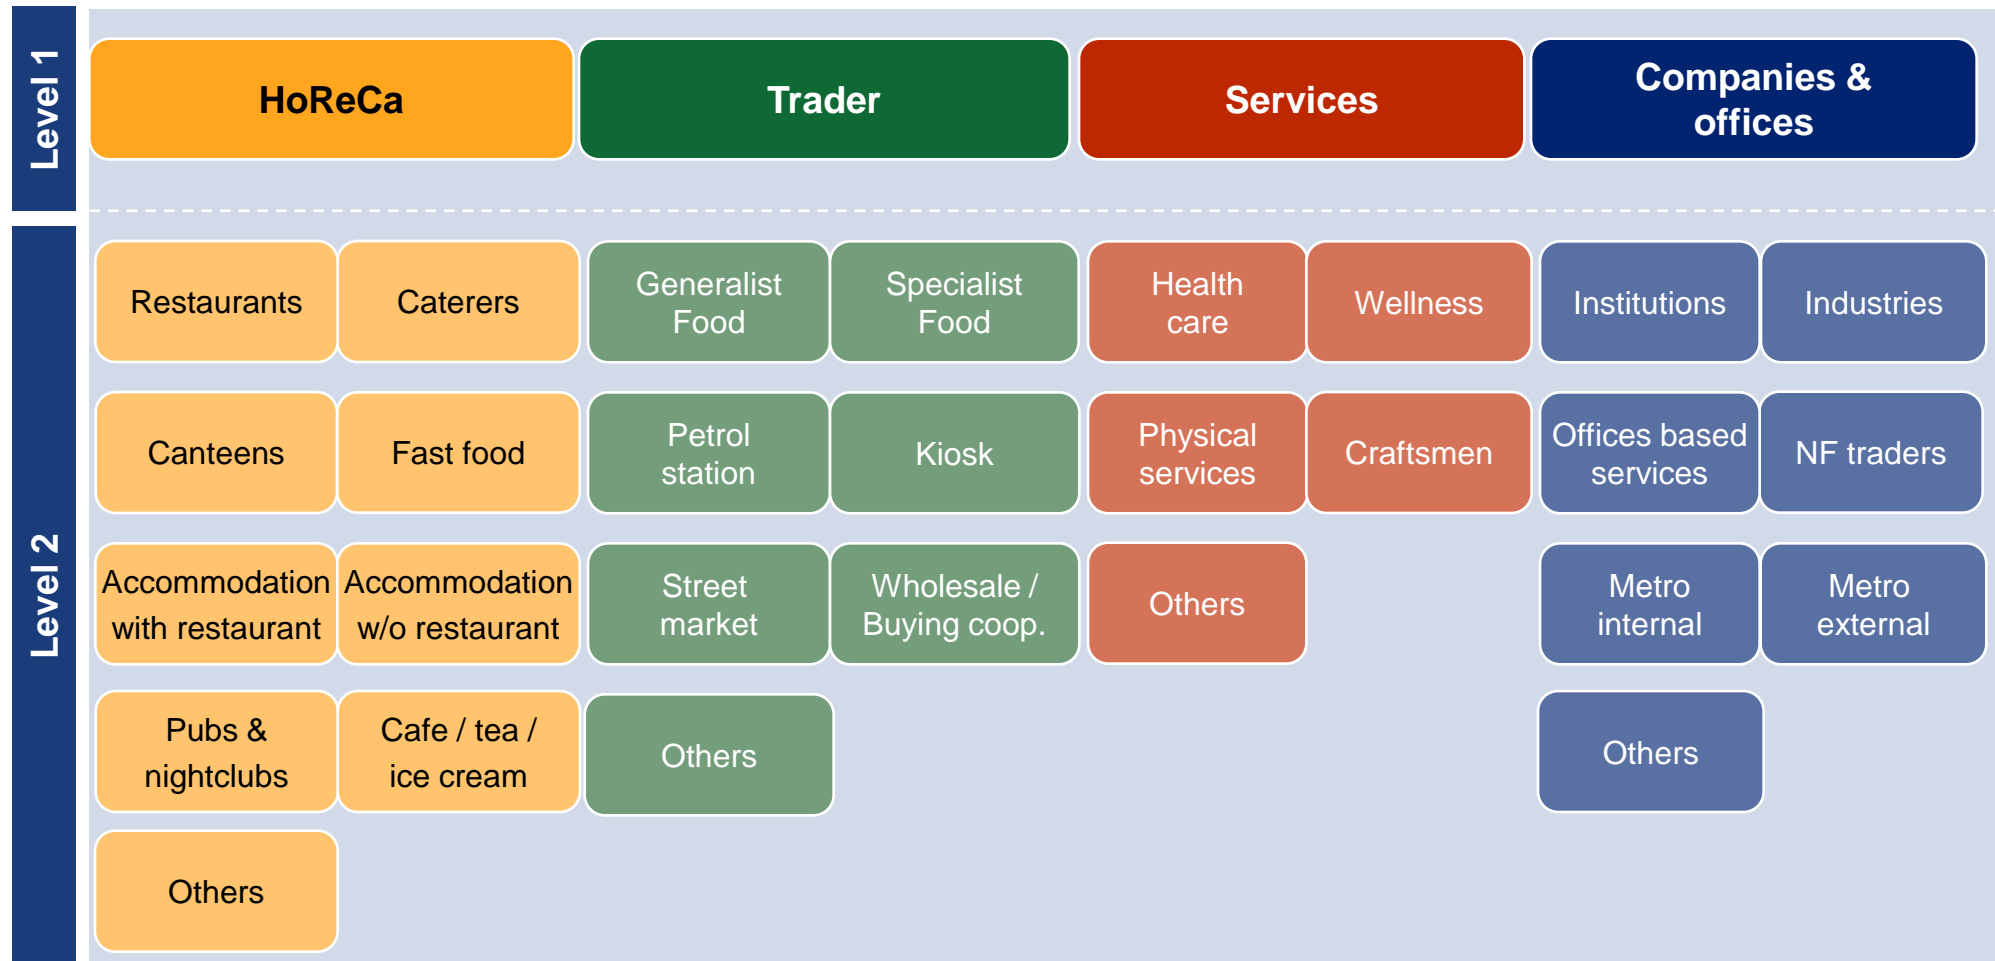 Level 1
HoReCa
Trader
Services
Companies &
offices
Level 2
Restaurants
Caterers
Generalist
Food
Specialist
Food
Health
care
Wellness
Institutions
Industries
Canteens
Fast food
Petrol
station
Kiosk
Physical
services
Craftsmen
Offices based
services
NF traders
Accommodation
with restaurant
Accommodation
w/o restaurant
Street
market
Wholesale /
Buying coop.
Others
Metro
internal
Metro
external
Pubs &
nightclubs
Cafe / tea /
ice cream
Others
Others
Others